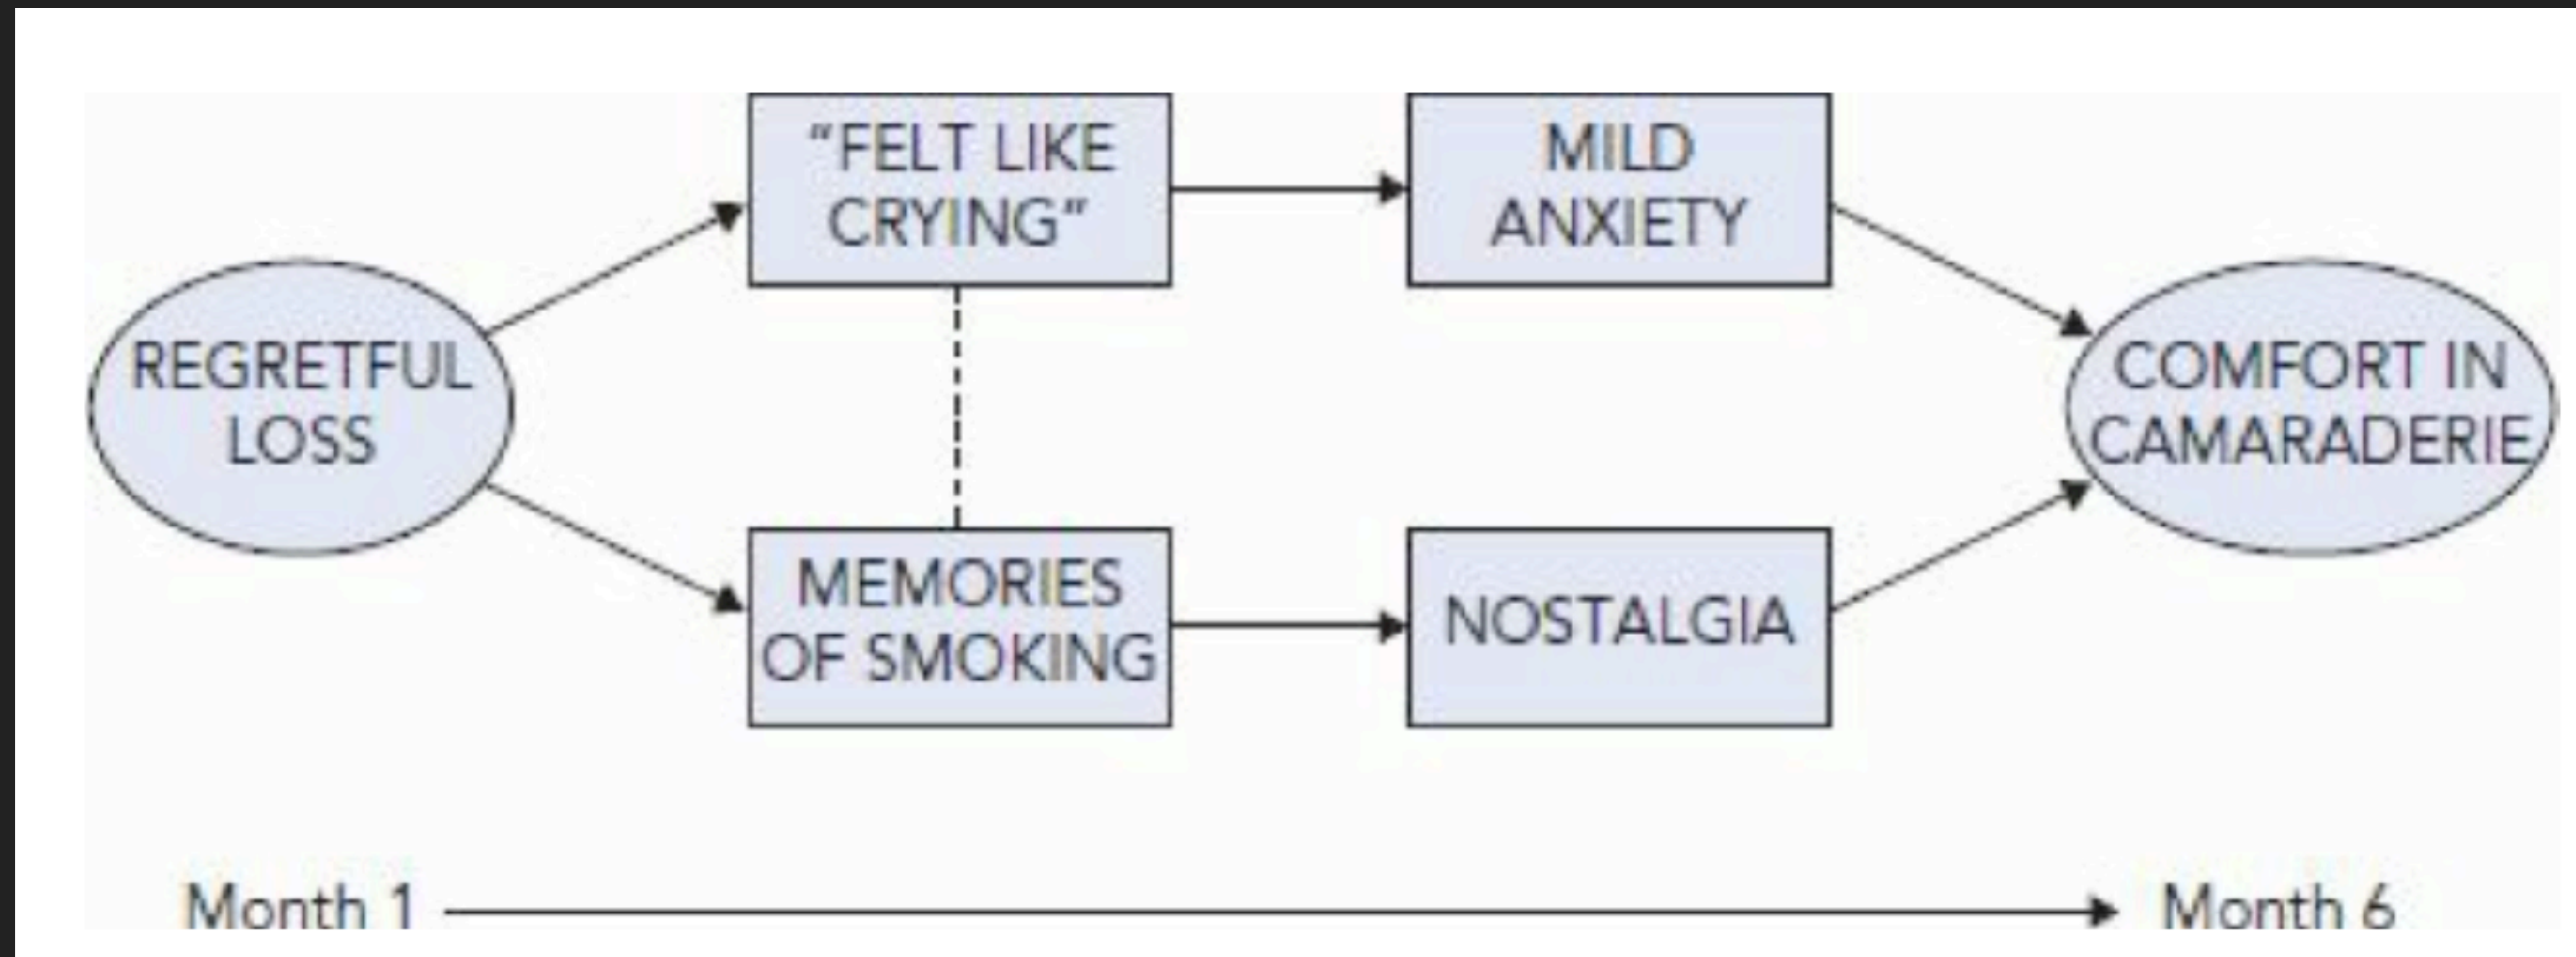 “FELT LIKE
CRYING”
MILD
ANXIETY
REGRETFUL
LOSS
COMFORT IN
CAMARADERIE
MEMORIES
OF SMOKING
NOSTALGIA
Month 1
Month 6